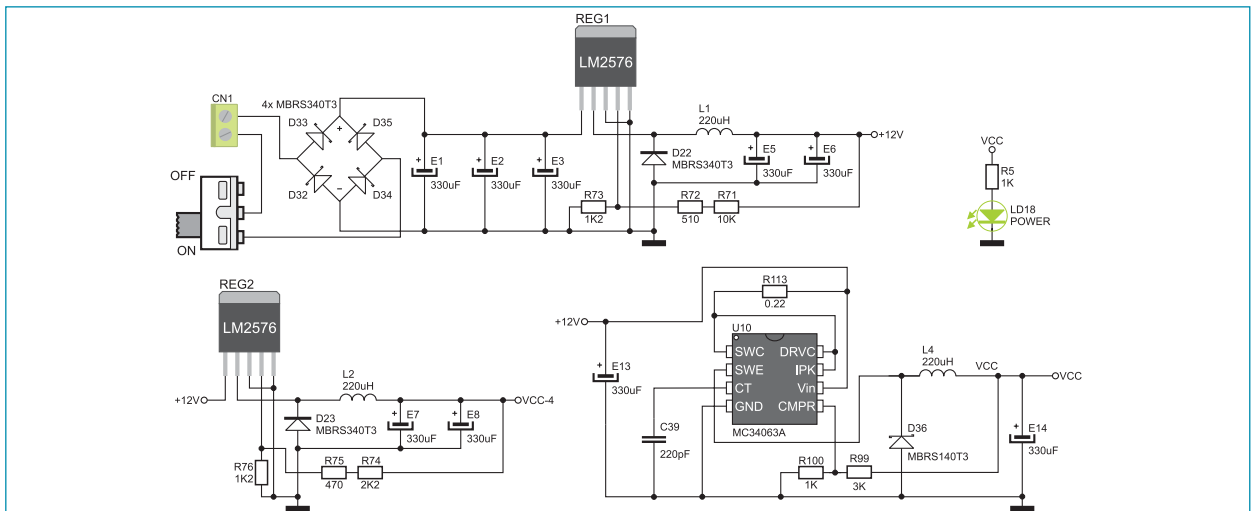 REG1
LM2576
CN1
4x MBRS340T3
D33
D35
+
-
D32
D34
OFF
ON
+
E1
330uF
+
E2
330uF
+
E3
330uF
D22
MBRS340T3
L1
220uH
+
E5
330uF
+
E6
330uF
+12V
R73
1K2
R72
510
R71
10K
VCC
R5
1K
LD18
POWER
REG2
LM2576
+12V
L2
220uH
D23
MBRS340T3
+
E7
330uF
+
E8
330uF
VCC-4
R76
1K2
R75
470
R74
2K2
+12V
+
E13
330uF
R113
0.22
U10
SWC
DRVC
SWE
IPK
CT
Vin
GND
CMPR
MC34063A
C39
220pF
R100
1K
R99
3K
L4
220uH
VCC
VCC
D36
MBRS140T3
+
E14
330uF